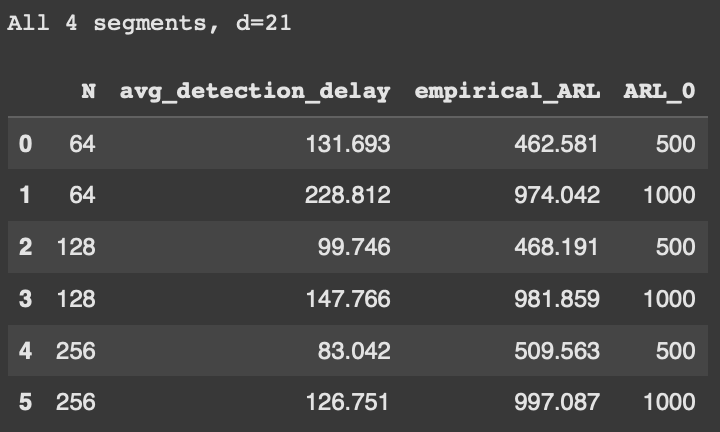 All 4 segments, d=21
N avg_detection_delay empirical_ARL ARL_0
0 64 131.693 462.581 500
1 64 228.812 974.042 1000
2 128 99.746 468.191 500
3 128 147.766 981.859 1000
4 256 83.042 509.563 500
5 256 126.751 997.087 1000